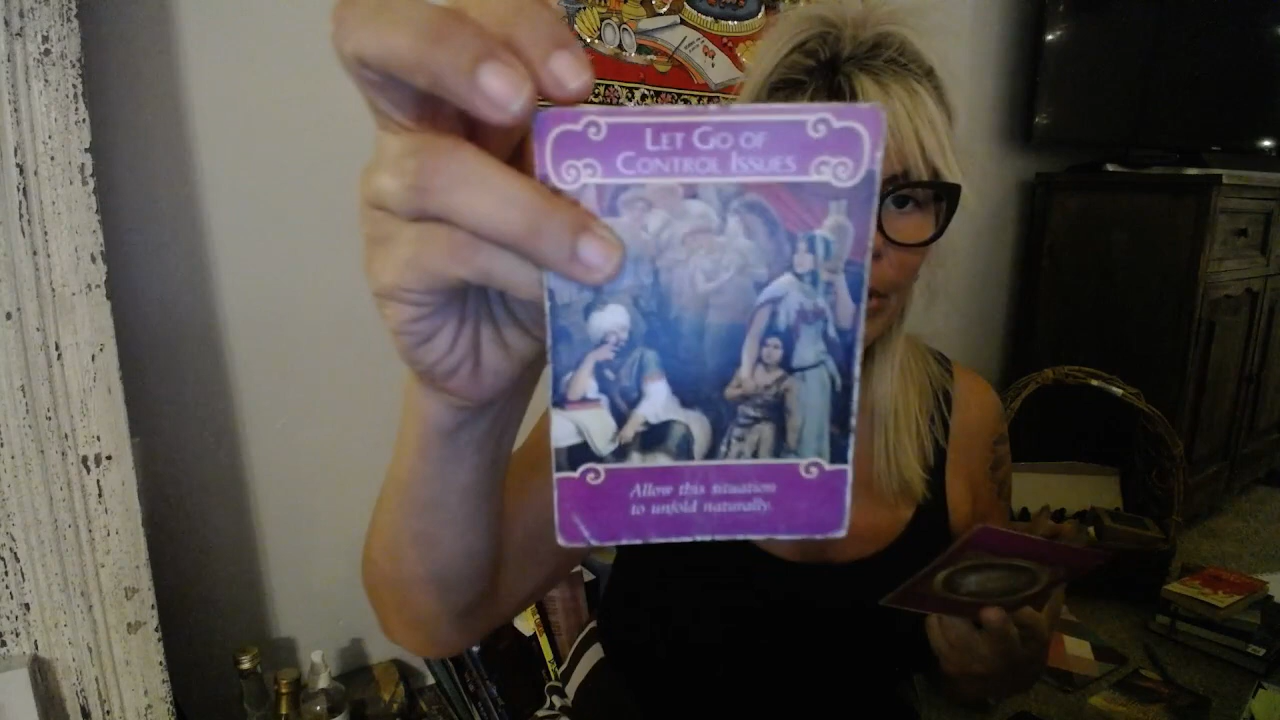 LET GO OF
CONTROL ISSUES
Allow this situation
to unfold naturally.